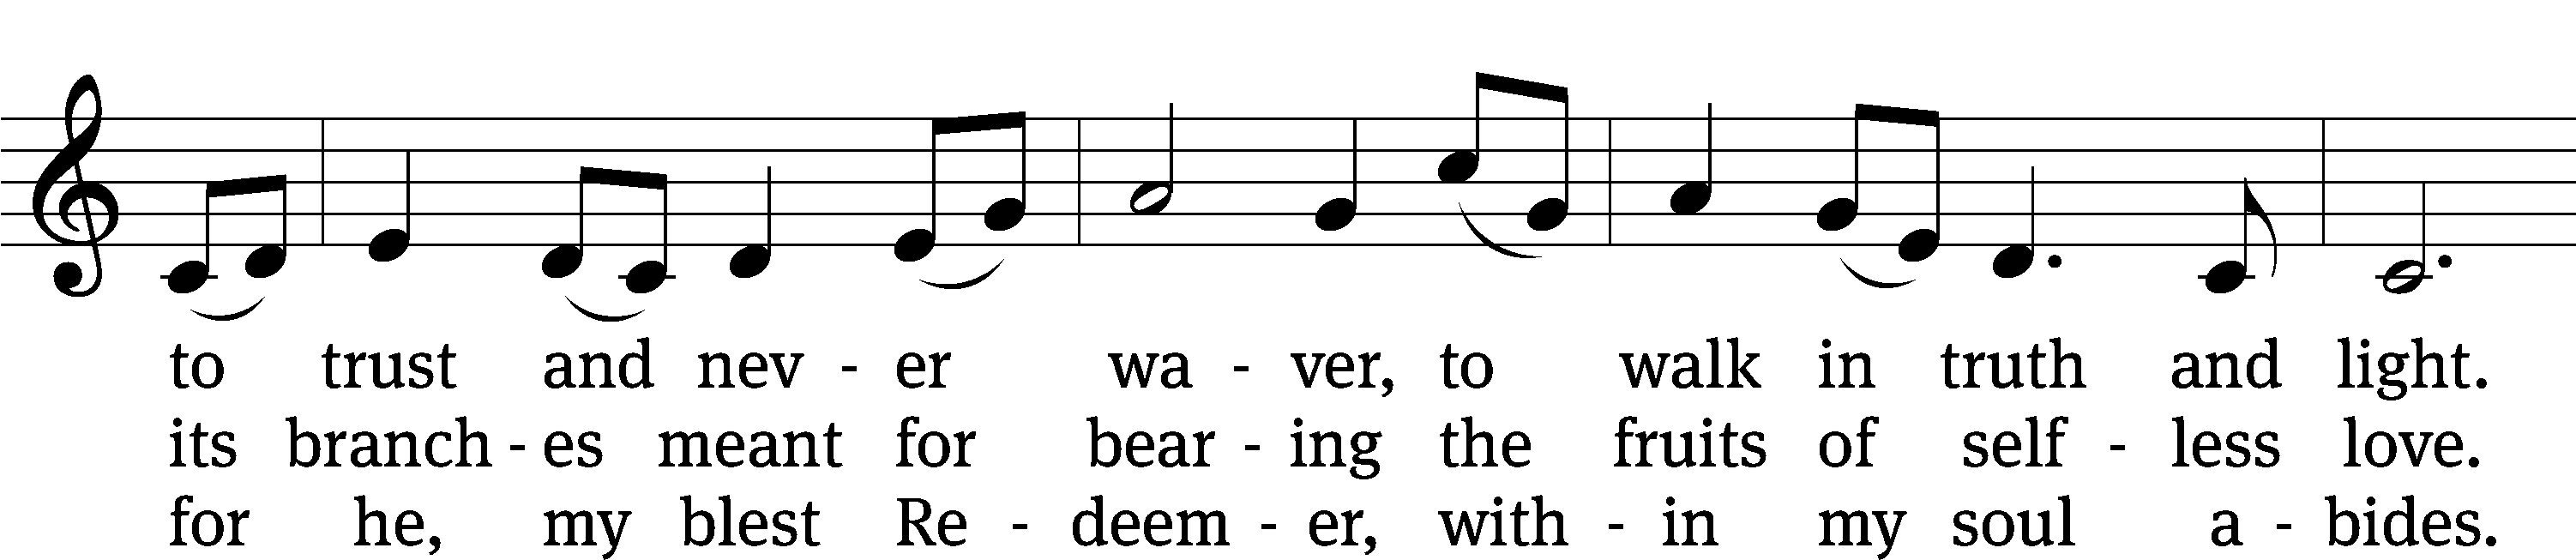 to trust and nev - er wa - ver, to walk in truth and light.
its branch - es meant for bear - ing the fruits of self - less love.
for he, my blest Re - deem - er, with - in my soul a - bides.